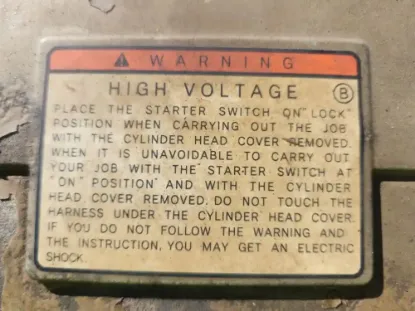 ⚠ WARNING
HIGH VOLTAGE Ⓑ
PLACE THE STARTER SWITCH ON "LOCK"
POSITION WHEN CARRYING OUT THE JOB
WITH THE CYLINDER HEAD COVER REMOVED.
WHEN IT IS UNAVOIDABLE TO CARRY OUT
YOUR JOB WITH THE STARTER SWITCH AT
"ON" POSITION AND WITH THE CYLINDER
HEAD COVER REMOVED. DO NOT TOUCH THE
HARNESS UNDER THE CYLINDER HEAD COVER.
IF YOU DO NOT FOLLOW THE WARNING AND
THE INSTRUCTION, YOU MAY GET AN ELECTRIC
SHOCK.